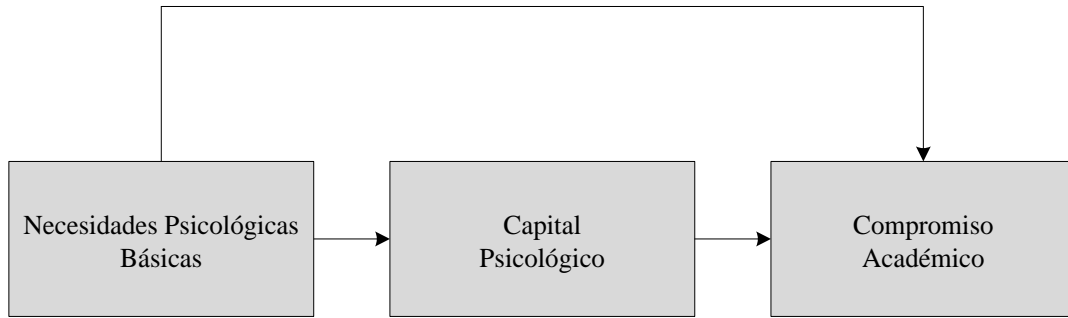 Necesidades Psicológicas
Básicas
Capital
Psicológico
Compromiso
Académico